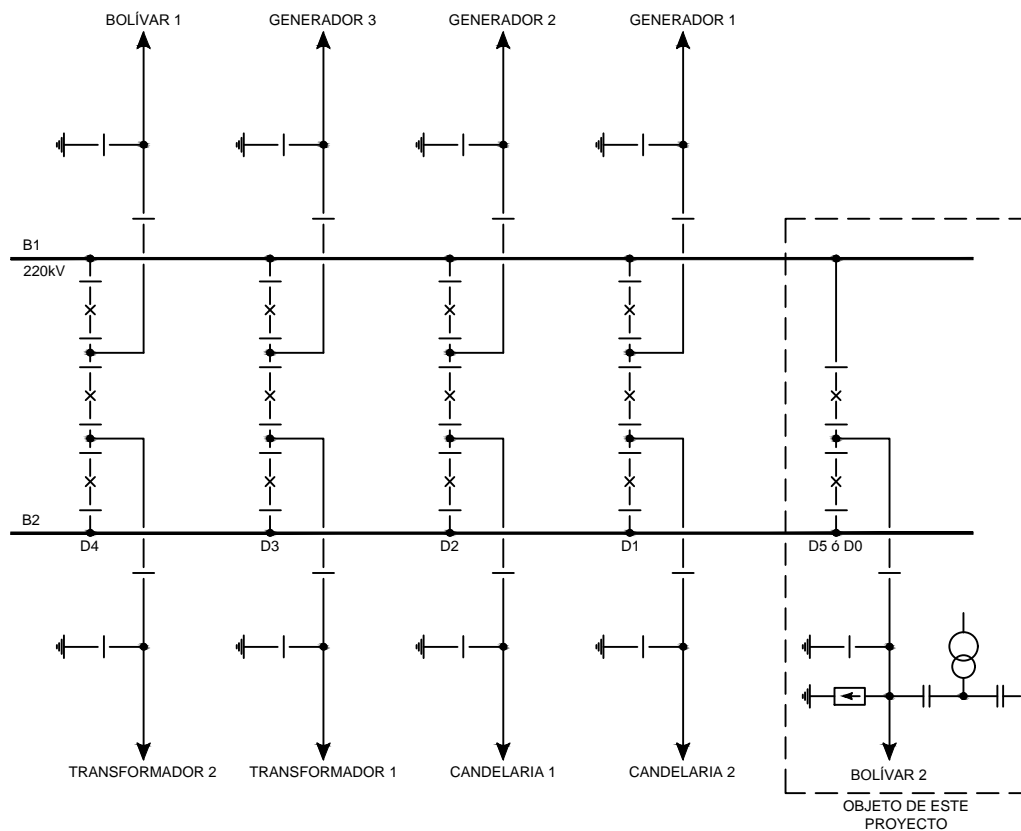 BOLÍVAR 1
GENERADOR 3
GENERADOR 2
GENERADOR 1
B1
220kV
B2
D4
D3
D2
D1
D5 ó D0
TRANSFORMADOR 2
TRANSFORMADOR 1
CANDELARIA 1
CANDELARIA 2
BOLÍVAR 2
OBJETO DE ESTE
PROYECTO